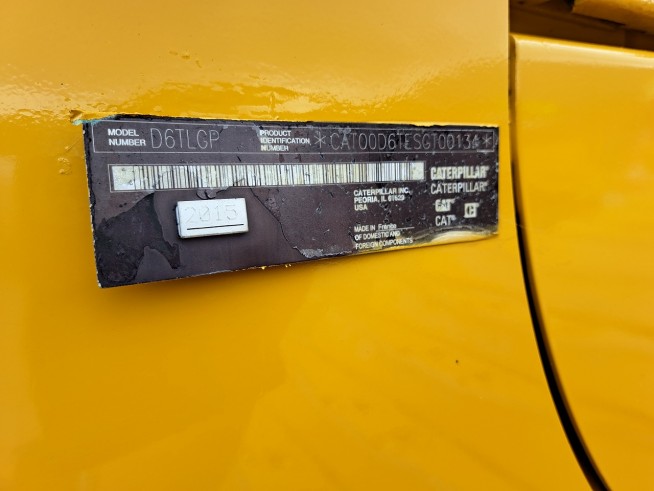 MODEL NUMBER D6TLGP PRODUCT IDENTIFICATION NUMBER *CAT00D6TESGT00134*
2015
CATERPILLAR INC.
PEORIA, IL 61629
USA
MADE IN France
OF DOMESTIC AND
FOREIGN COMPONENTS
CATERPILLAR
CATERPILLAR®
CAT
CAT®